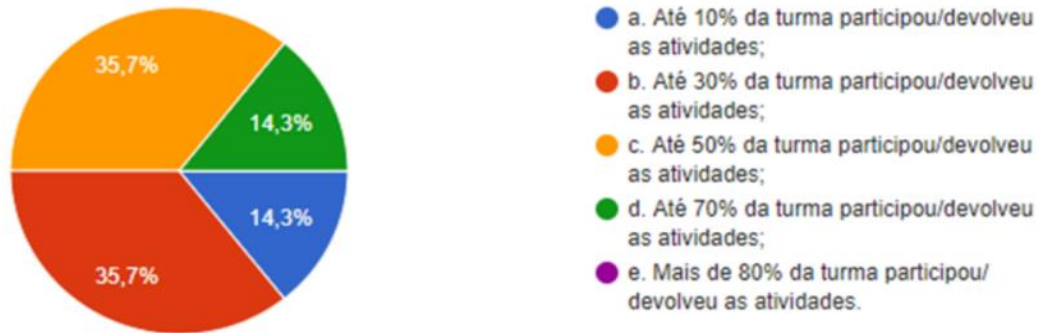 35,7%
14,3%
14,3%
35,7%
a. Até 10% da turma participou/devolveu
as atividades;
b. Até 30% da turma participou/devolveu
as atividades;
c. Até 50% da turma participou/devolveu
as atividades;
d. Até 70% da turma participou/devolveu
as atividades;
e. Mais de 80% da turma participou/
devolveu as atividades.